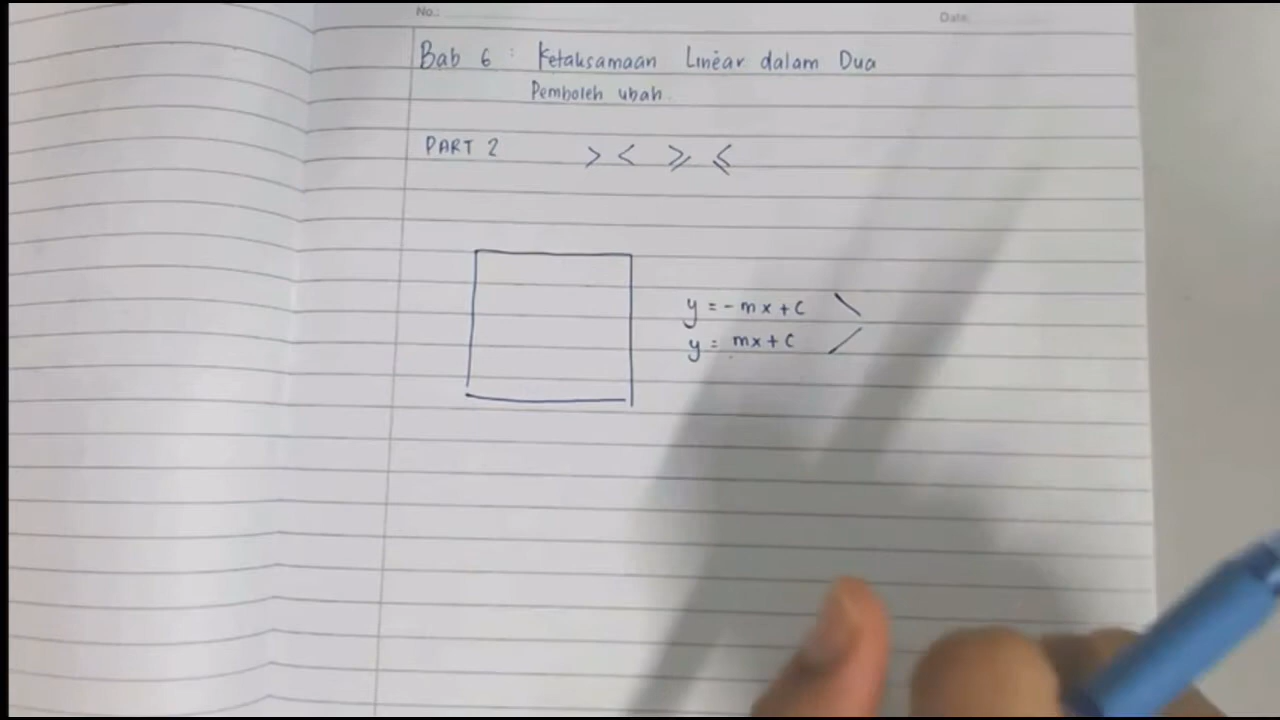 No.:
Date:
Bab 6 : Ketaksamaan Linear dalam Dua
Pemboleh ubah.
PART 2 > < ≥ ≤
y = -mx + c \
y = mx + c /